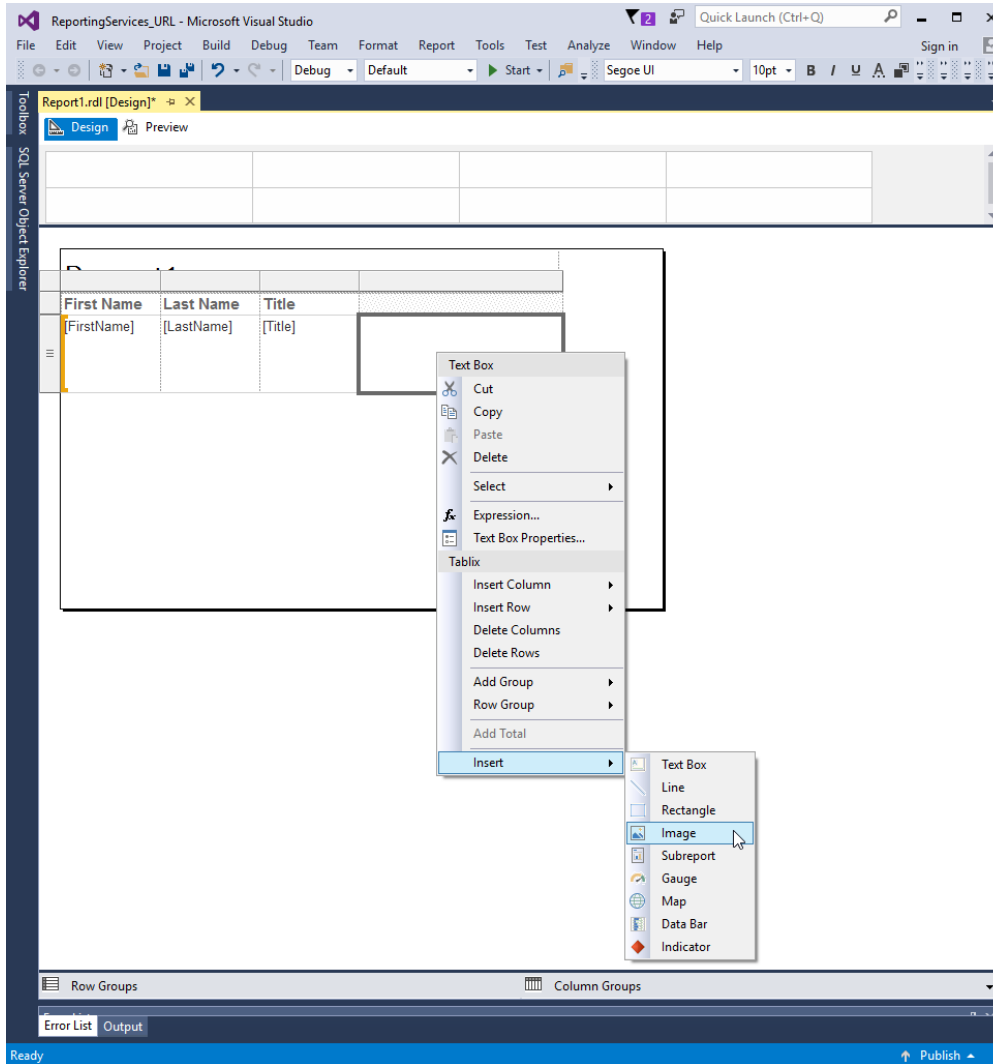 ReportingServices_URL - Microsoft Visual Studio
2
Quick Launch (Ctrl+Q)
File Edit View Project Build Debug Team Format Report Tools Test Analyze Window Help Sign in
Debug Default Start Segoe UI 10pt B I U A
Toolbox
SQL Server Object Explorer
Report1.rdl [Design]*
Design Preview
First Name Last Name Title
[FirstName] [LastName] [Title]
Text Box
Cut
Copy
Paste
Delete
Select
fx Expression...
Text Box Properties...
Tablix
Insert Column
Insert Row
Delete Columns
Delete Rows
Add Group
Row Group
Add Total
Insert
Text Box
Line
Rectangle
Image
Subreport
Gauge
Map
Data Bar
Indicator
Row Groups Column Groups
Error List Output
Ready Publish